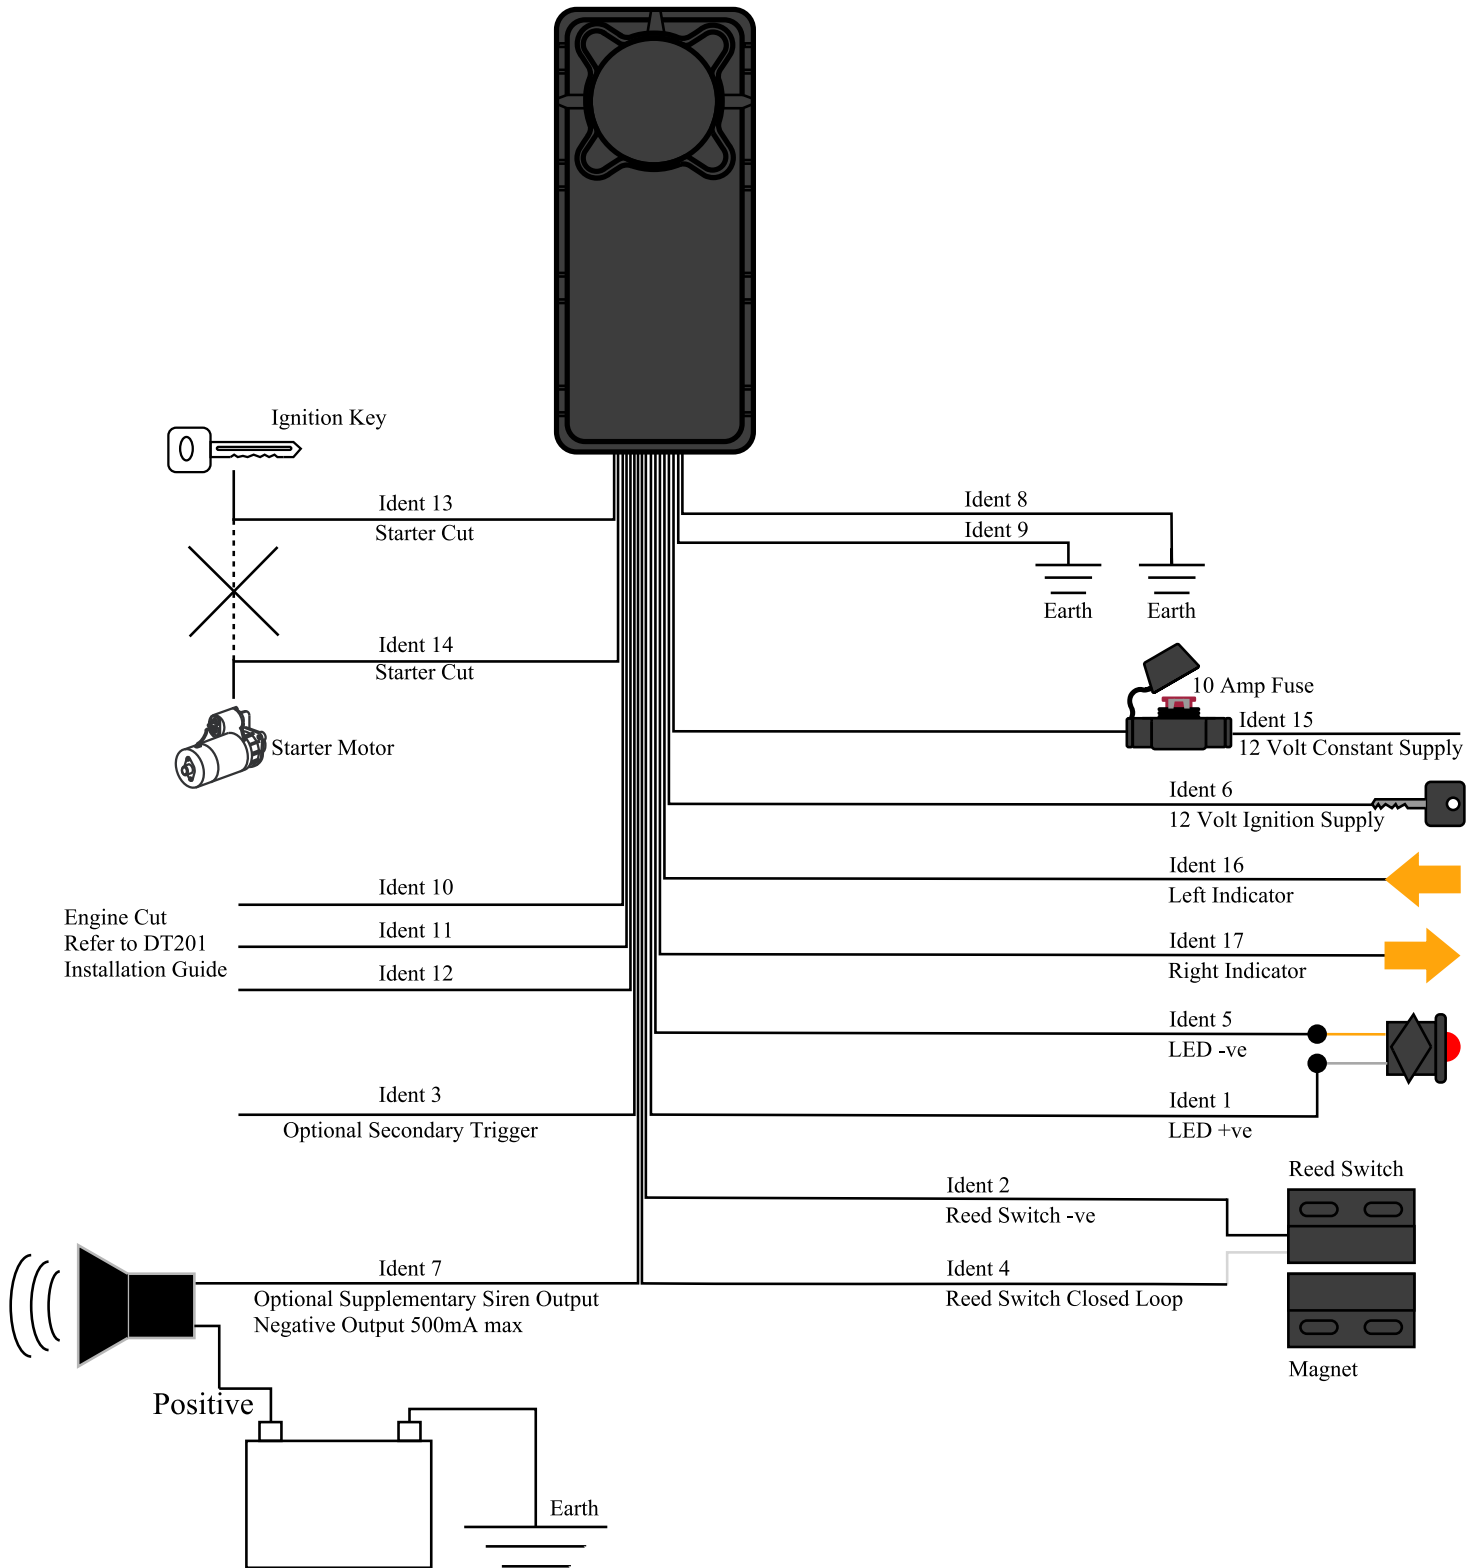 Ignition Key
Ident 13
Starter Cut
Ident 14
Starter Cut
Starter Motor
Ident 10
Engine Cut
Refer to DT201
Installation Guide
Ident 11
Ident 12
Ident 3
Optional Secondary Trigger
Ident 7
Optional Supplementary Siren Output
Negative Output 500mA max
Positive
Earth
Ident 8
Ident 9
Earth
Earth
10 Amp Fuse
Ident 15
12 Volt Constant Supply
Ident 6
12 Volt Ignition Supply
Ident 16
Left Indicator
Ident 17
Right Indicator
Ident 5
LED -ve
Ident 1
LED +ve
Reed Switch
Ident 2
Reed Switch -ve
Ident 4
Reed Switch Closed Loop
Magnet